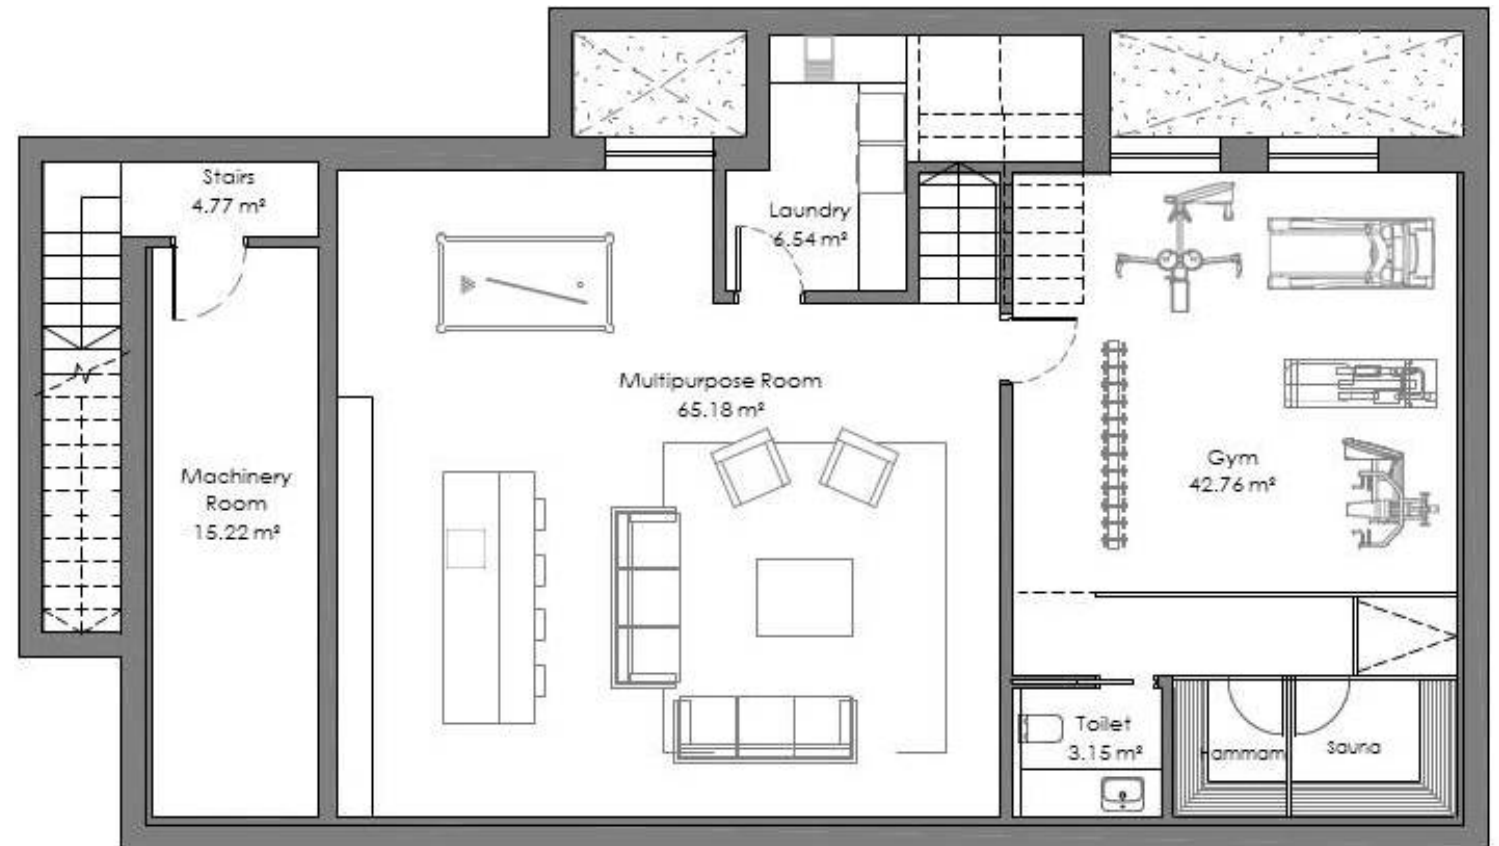 Stairs
4.77 m²
Laundry
6.54 m²
Multipurpose Room
65.18 m²
Machinery
Room
15.22 m²
Gym
42.76 m²
Toilet
3.15 m²
Hammam
Sauna